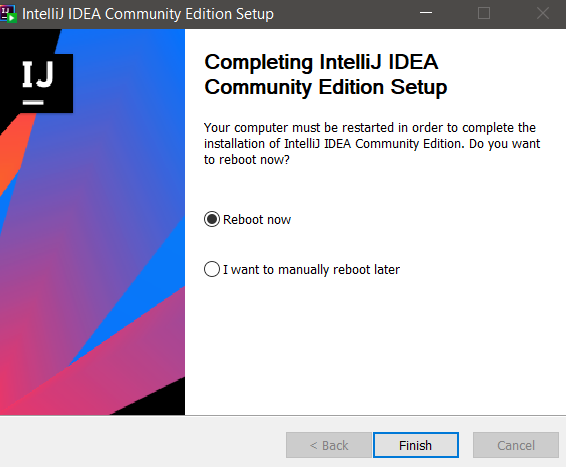 IntelliJ IDEA Community Edition Setup
IJ
Completing IntelliJ IDEA
Community Edition Setup
Your computer must be restarted in order to complete the
installation of IntelliJ IDEA Community Edition. Do you want
to reboot now?
Reboot now
I want to manually reboot later
< Back
Finish
Cancel